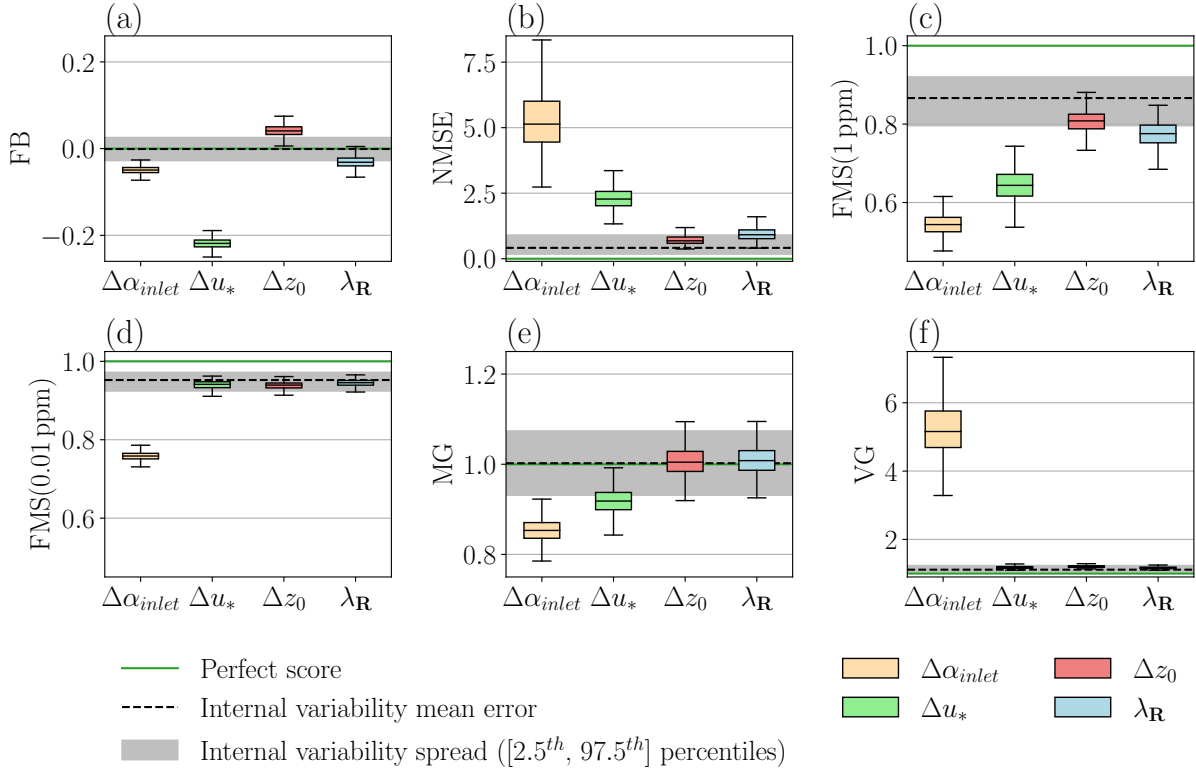 (a)
(b)
(c)
FB
0.2
0.0
−0.2
Δα_inlet Δu_* Δz_0 λ_R
NMSE
7.5
5.0
2.5
0.0
Δα_inlet Δu_* Δz_0 λ_R
FMS(1 ppm)
1.0
0.8
0.6
Δα_inlet Δu_* Δz_0 λ_R
(d)
(e)
(f)
FMS(0.01 ppm)
1.0
0.8
0.6
Δα_inlet Δu_* Δz_0 λ_R
MG
1.2
1.0
0.8
Δα_inlet Δu_* Δz_0 λ_R
VG
6
4
2
Δα_inlet Δu_* Δz_0 λ_R
Perfect score
Internal variability mean error
Internal variability spread ([2.5^th, 97.5^th] percentiles)
Δα_inlet
Δu_*
Δz_0
λ_R